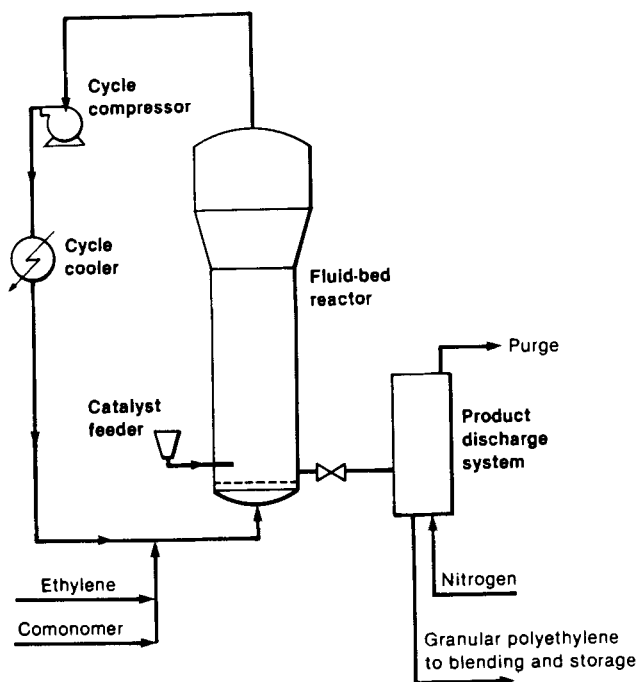 Cycle
compressor
Cycle
cooler
Fluid-bed
reactor
Purge
Catalyst
feeder
Product
discharge
system
Ethylene
Nitrogen
Comonomer
Granular polyethylene
to blending and storage